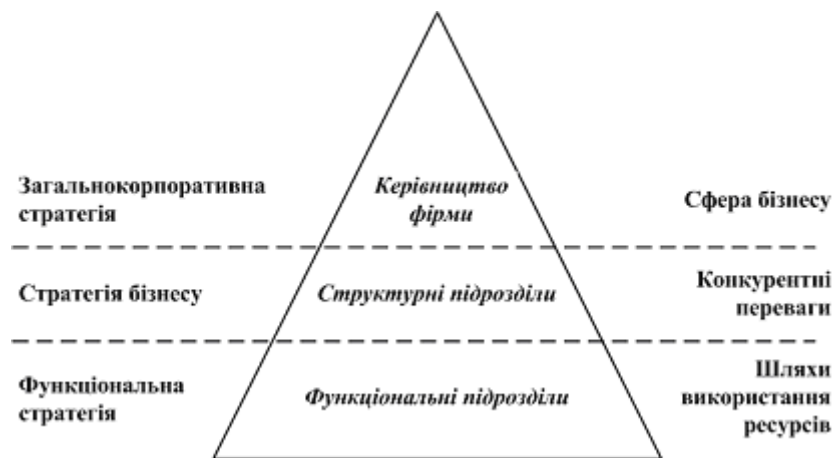 Загальнокорпоративна
стратегія
Керівництво
фірми
Сфера бізнесу
Стратегія бізнесу
Структурні підрозділи
Конкурентні
переваги
Функціональна
стратегія
Функціональні підрозділи
Шляхи
використання
ресурсів